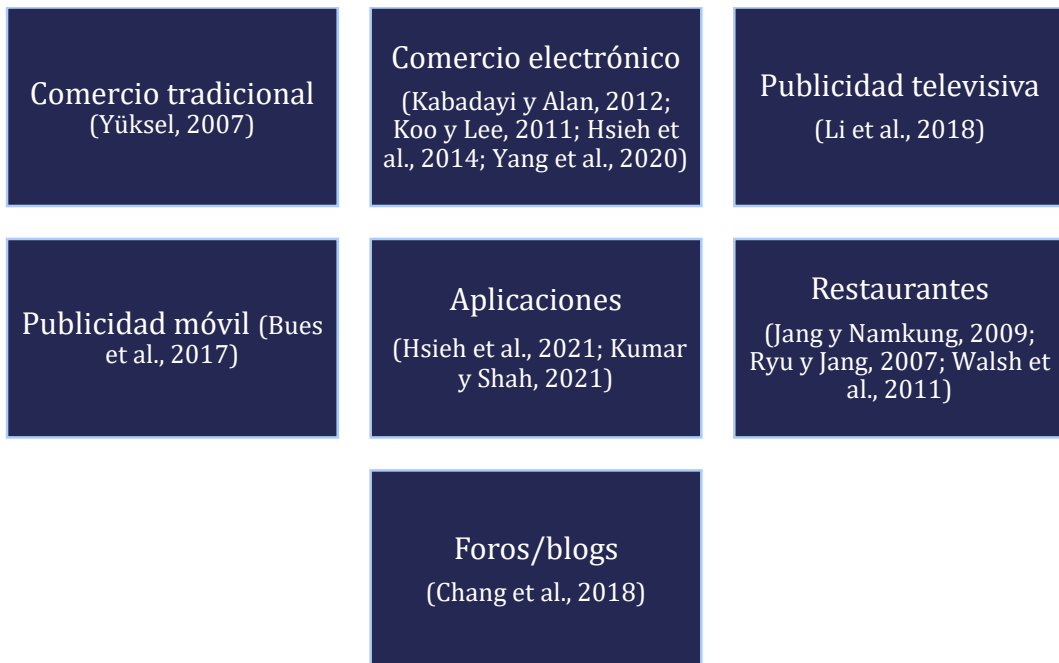 Comercio tradicional
(Yüksel, 2007)
Comercio electrónico
(Kabadayi y Alan, 2012;
Koo y Lee, 2011; Hsieh et
al., 2014; Yang et al., 2020)
Publicidad televisiva
(Li et al., 2018)
Publicidad móvil (Bues
et al., 2017)
Aplicaciones
(Hsieh et al., 2021; Kumar
y Shah, 2021)
Restaurantes
(Jang y Namkung, 2009;
Ryu y Jang, 2007; Walsh et
al., 2011)
Foros/blogs
(Chang et al., 2018)